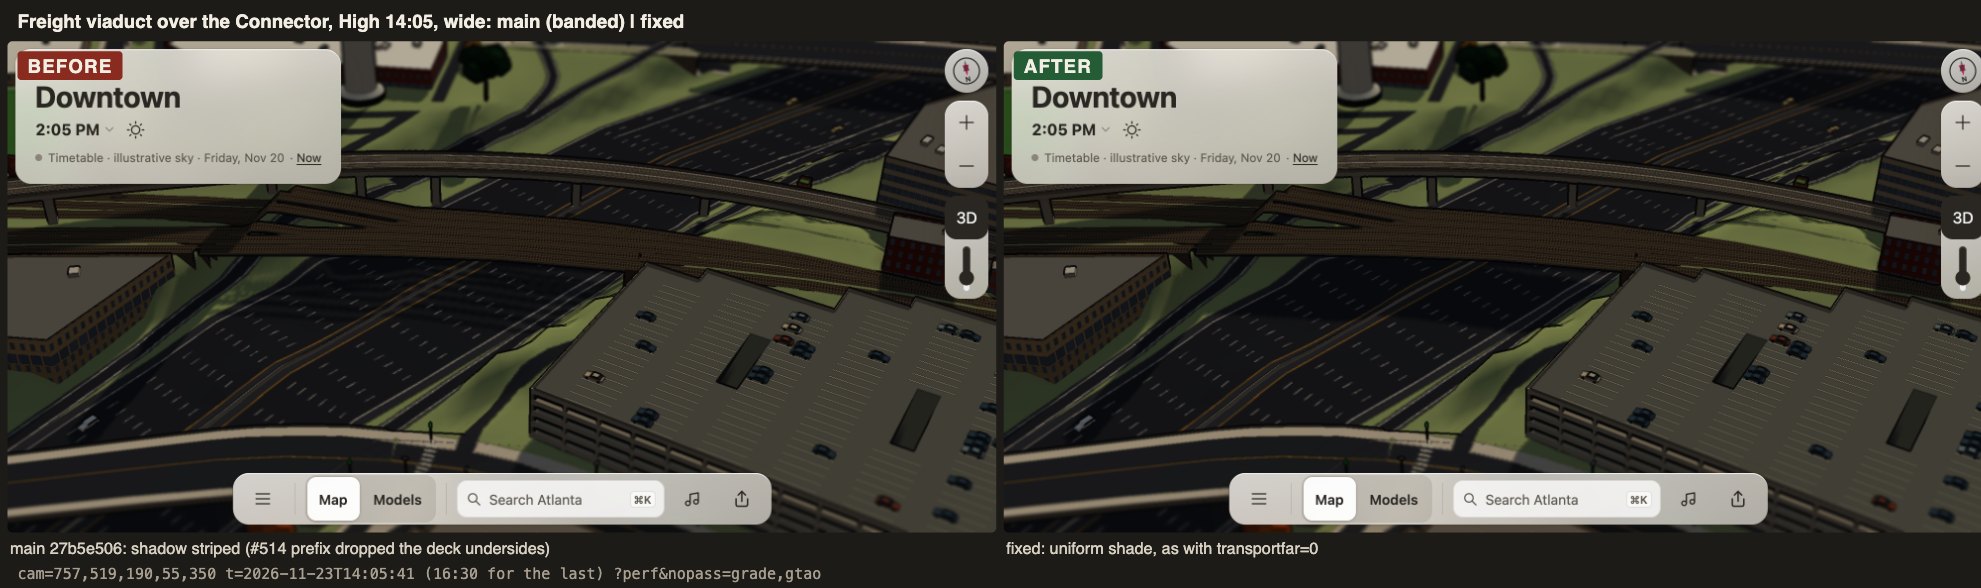 Freight viaduct over the Connector, High 14:05, wide: main (banded) | fixed
BEFORE
Downtown
2:05 PM
Timetable · illustrative sky · Friday, Nov 20 · Now
N
+
−
3D
Map Models Search Atlanta ⌘K
AFTER
Downtown
2:05 PM
Timetable · illustrative sky · Friday, Nov 20 · Now
N
+
−
3D
Map Models Search Atlanta ⌘K
main 27b5e506: shadow striped (#514 prefix dropped the deck undersides)
fixed: uniform shade, as with transportfar=0
cam=757,519,190,55,350 t=2026-11-23T14:05:41 (16:30 for the last) ?perf&nopass=grade,gtao